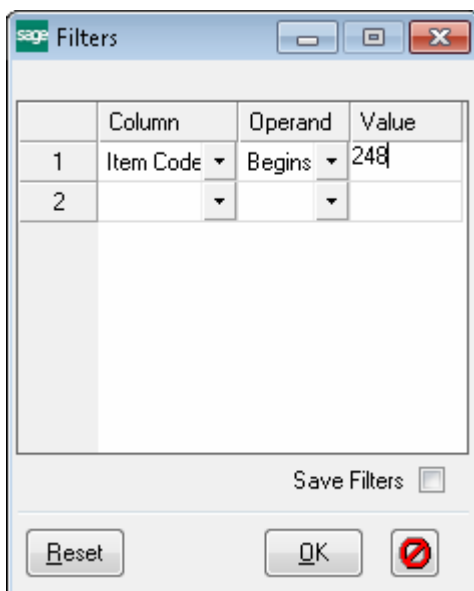 sage Filters
Column Operand Value
1 Item Code Begins 248
2
Save Filters
Reset OK